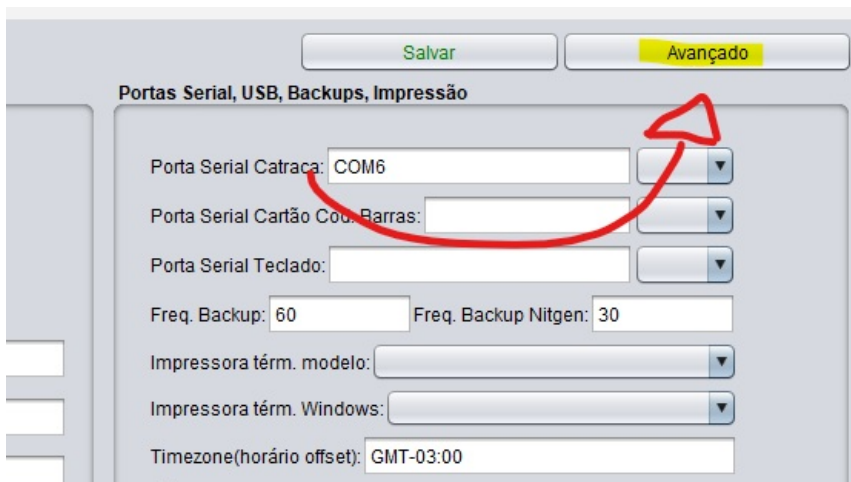 Salvar Avançado
Portas Serial, USB, Backups, Impressão
Porta Serial Catraca: COM6
Porta Serial Cartão Cod. Barras:
Porta Serial Teclado:
Freq. Backup: 60 Freq. Backup Nitgen: 30
Impressora térm. modelo:
Impressora térm. Windows:
Timezone(horário offset): GMT-03:00